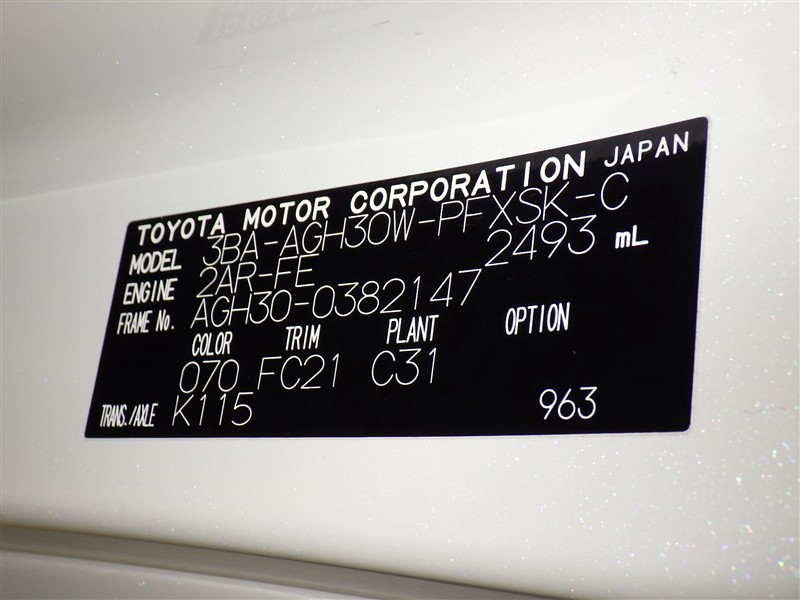 TOYOTA MOTOR CORPORATION JAPAN
MODEL 3BA-AGH30W-PFXSK-C
ENGINE 2AR-FE 2493 mL
FRAME No. AGH30-0382147
COLOR TRIM PLANT OPTION
070 FC21 C31
TRANS./AXLE K115 963